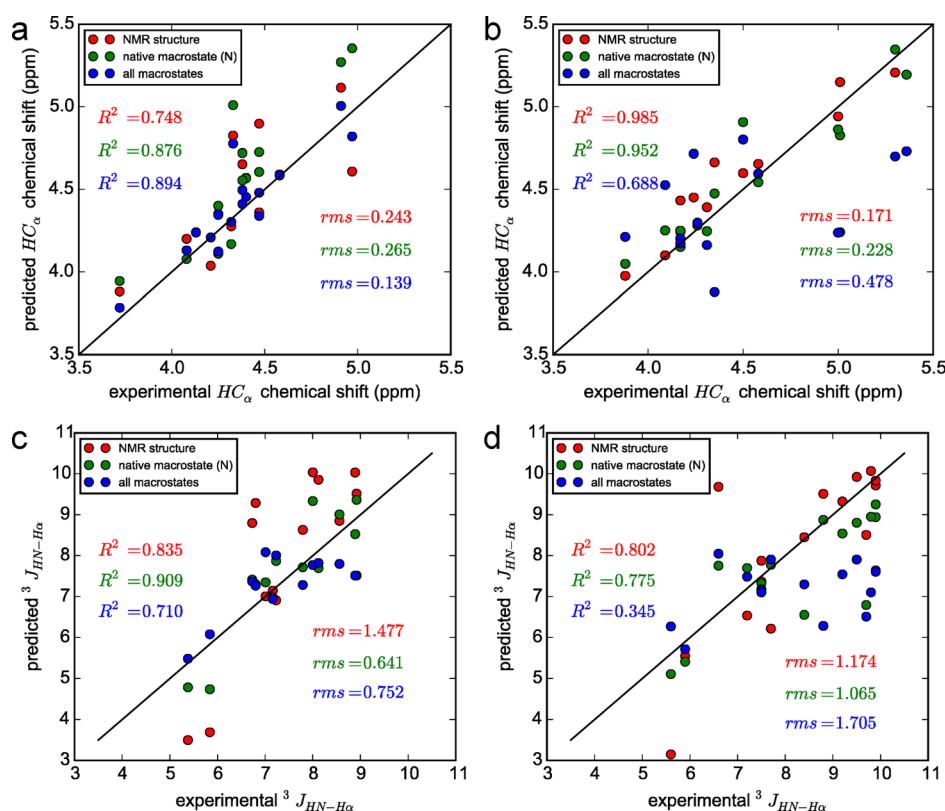 a
5.5
5.0
4.5
4.0
3.5
predicted HCα chemical shift (ppm)
NMR structure
native macrostate (N)
all macrostates
R² =0.748
R² =0.876
R² =0.894
rms=0.243
rms=0.265
rms=0.139
3.5 4.0 4.5 5.0 5.5
experimental HCα chemical shift (ppm)
b
5.5
5.0
4.5
4.0
3.5
predicted HCα chemical shift (ppm)
NMR structure
native macrostate (N)
all macrostates
R² =0.985
R² =0.952
R² =0.688
rms=0.171
rms=0.228
rms=0.478
3.5 4.0 4.5 5.0 5.5
experimental HCα chemical shift (ppm)
c
11
10
9
8
7
6
5
4
3
predicted ³ J_HN−Hα
NMR structure
native macrostate (N)
all macrostates
R² =0.835
R² =0.909
R² =0.710
rms=1.477
rms=0.641
rms=0.752
3 4 5 6 7 8 9 10 11
experimental ³ J_HN−Hα
d
11
10
9
8
7
6
5
4
3
predicted ³ J_HN−Hα
NMR structure
native macrostate (N)
all macrostates
R² =0.802
R² =0.775
R² =0.345
rms=1.174
rms=1.065
rms=1.705
3 4 5 6 7 8 9 10 11
experimental ³ J_HN−Hα